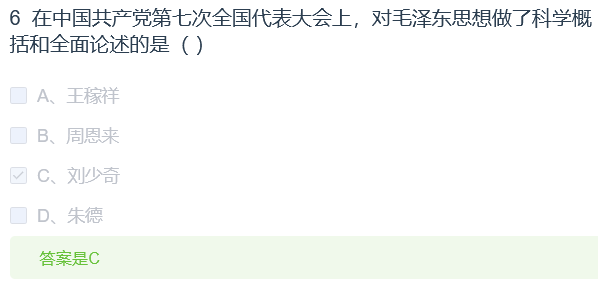 6 在中国共产党第七次全国代表大会上，对毛泽东思想做了科学概
括和全面论述的是（ ）
A、王稼祥
B、周恩来
C、刘少奇
D、朱德
答案是C